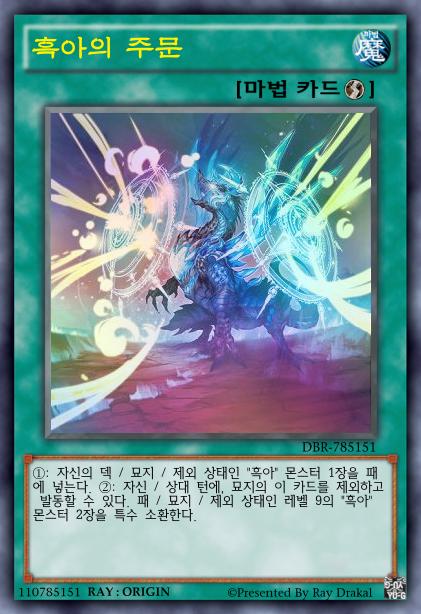 흑아의 주문
마법
魔
[마법 카드]
DBR-785151
①: 자신의 덱 / 묘지 / 제외 상태인 "흑아" 몬스터 1장을 패
에 넣는다. ②: 자신 / 상대 턴에, 묘지의 이 카드를 제외하고
발동할 수 있다. 패 / 묘지 / 제외 상태인 레벨 9의 "흑아"
몬스터 2장을 특수 소환한다.
110785151 RAY : ORIGIN ©Presented By Ray Drakal